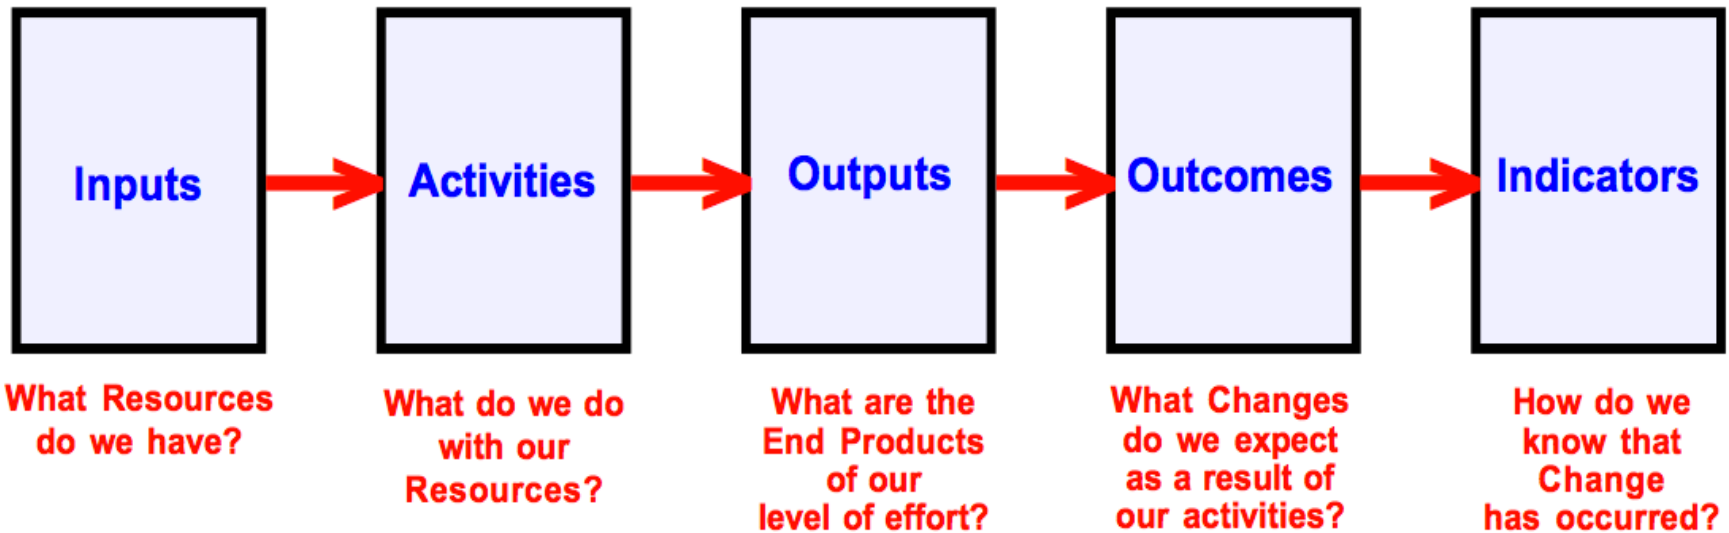 Inputs
Activities
Outputs
Outcomes
Indicators
What Resources
do we have?
What do we do
with our
Resources?
What are the
End Products
of our
level of effort?
What Changes
do we expect
as a result of
our activities?
How do we
know that
Change
has occurred?